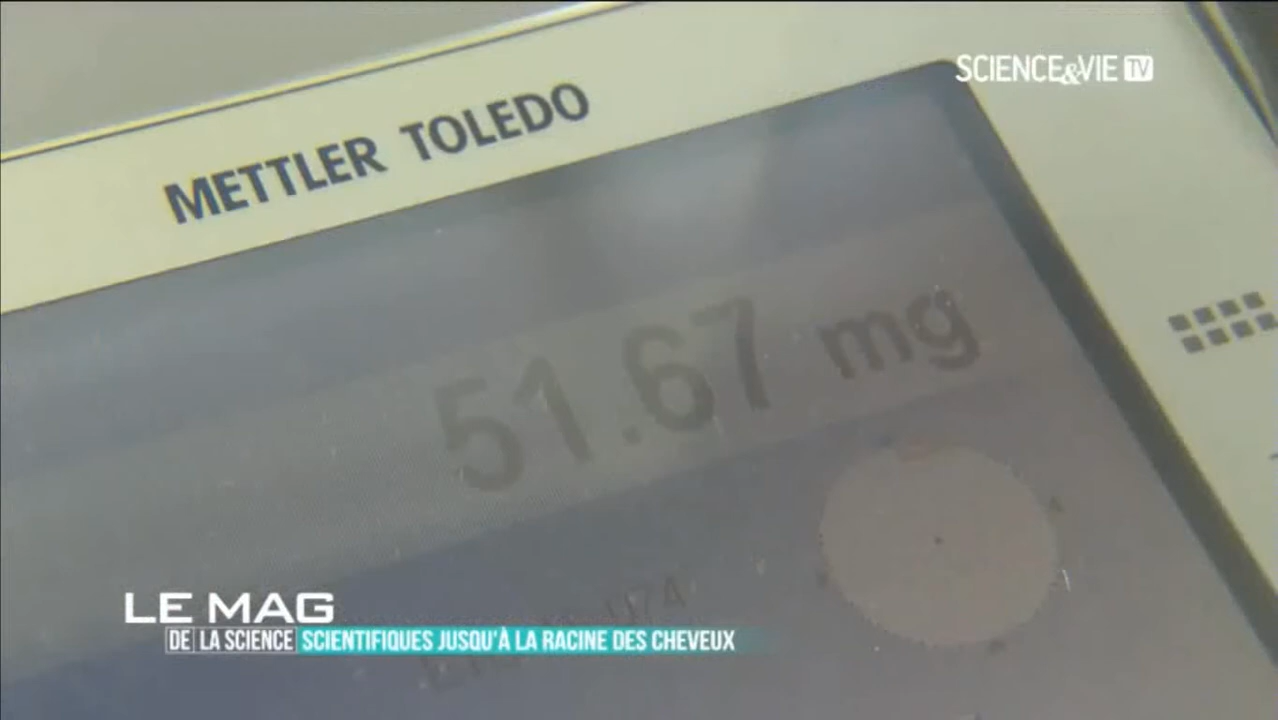 SCIENCE&VIE TV
METTLER TOLEDO
51.67 mg
LE MAG
DE LA SCIENCE SCIENTIFIQUES JUSQU'À LA RACINE DES CHEVEUX